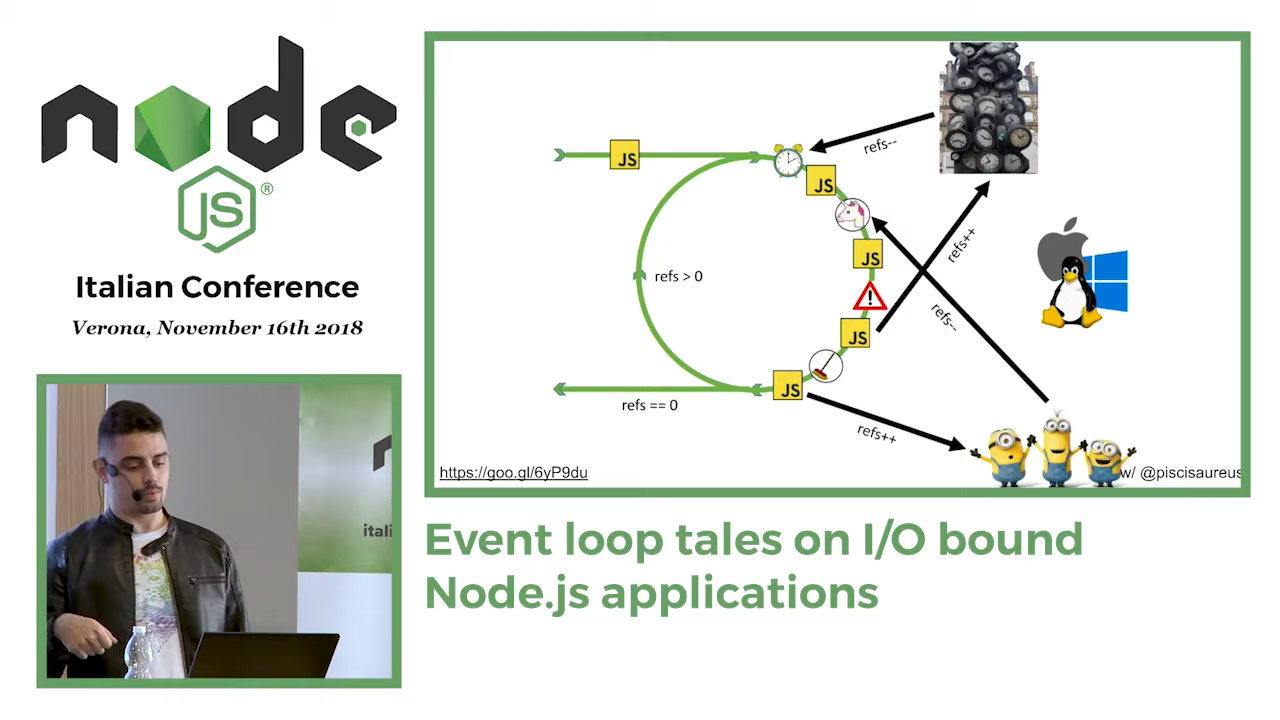 node
JS
®
Italian Conference
Verona, November 16th 2018
JS
refs--
JS
JS
refs++
refs > 0
refs--
JS
JS
refs == 0
refs++
https://goo.gl/6yP9du
w/ @piscisaureus
itali
Event loop tales on I/O bound
Node.js applications